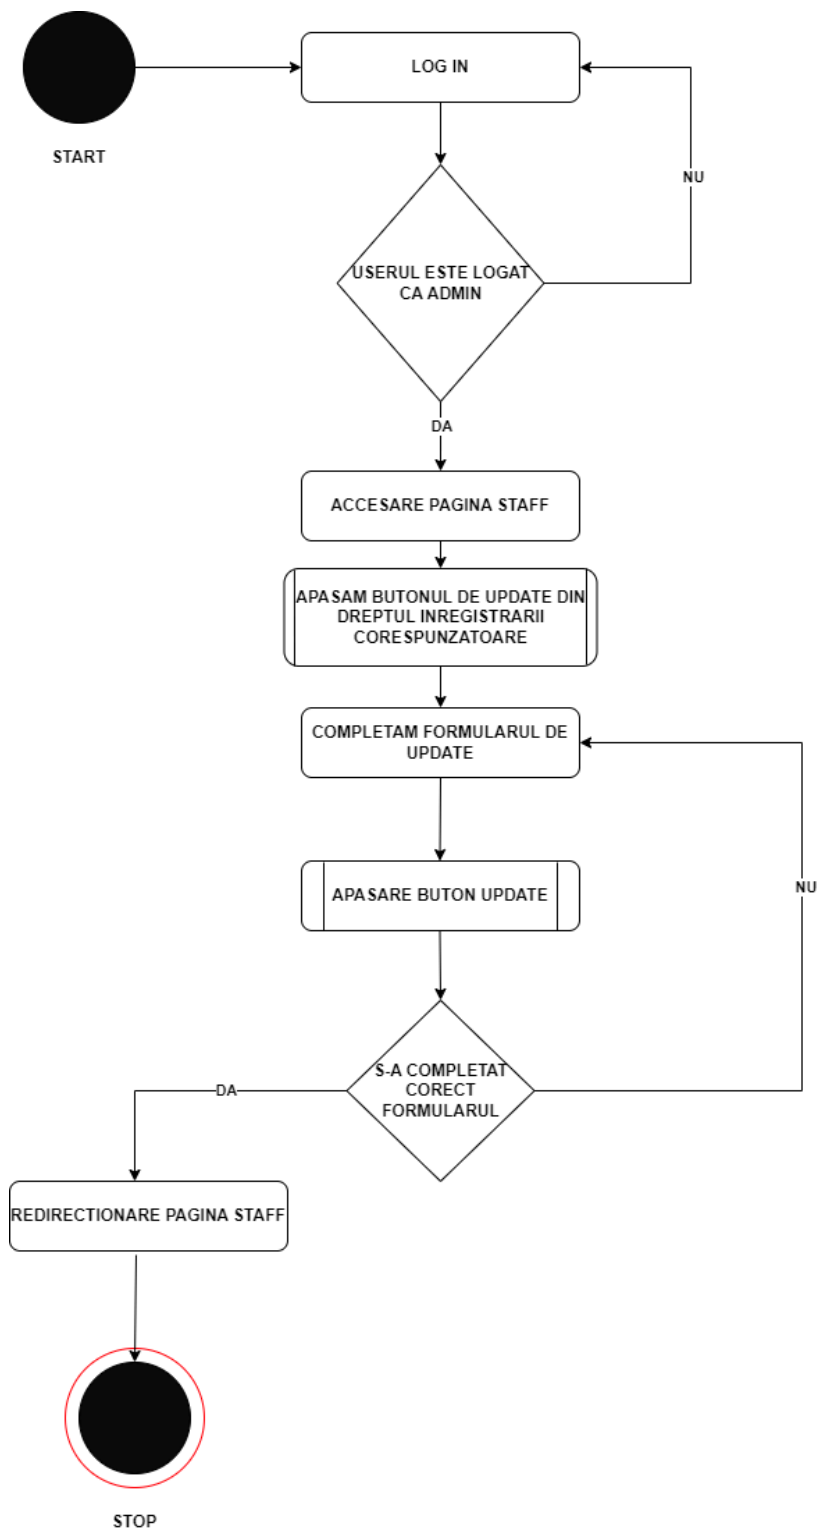 LOG IN
START
NU
USERUL ESTE LOGAT
CA ADMIN
DA
ACCESARE PAGINA STAFF
APASAM BUTONUL DE UPDATE DIN
DREPTUL INREGISTRARII
CORESPUNZATOARE
COMPLETAM FORMULARUL DE
UPDATE
NU
APASARE BUTON UPDATE
S-A COMPLETAT
CORECT
FORMULARUL
DA
REDIRECTIONARE PAGINA STAFF
STOP